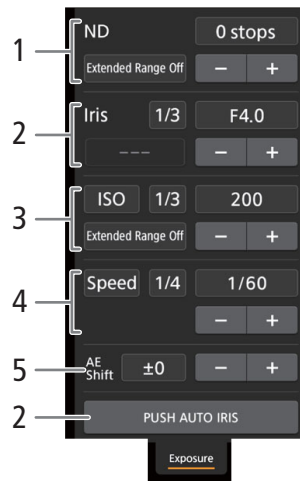 1 ND 0 stops
Extended Range Off − +
2 Iris 1/3 F4.0
--- − +
3 ISO 1/3 200
Extended Range Off − +
4 Speed 1/4 1/60
− +
5 AE Shift ±0 − +
2 PUSH AUTO IRIS
Exposure